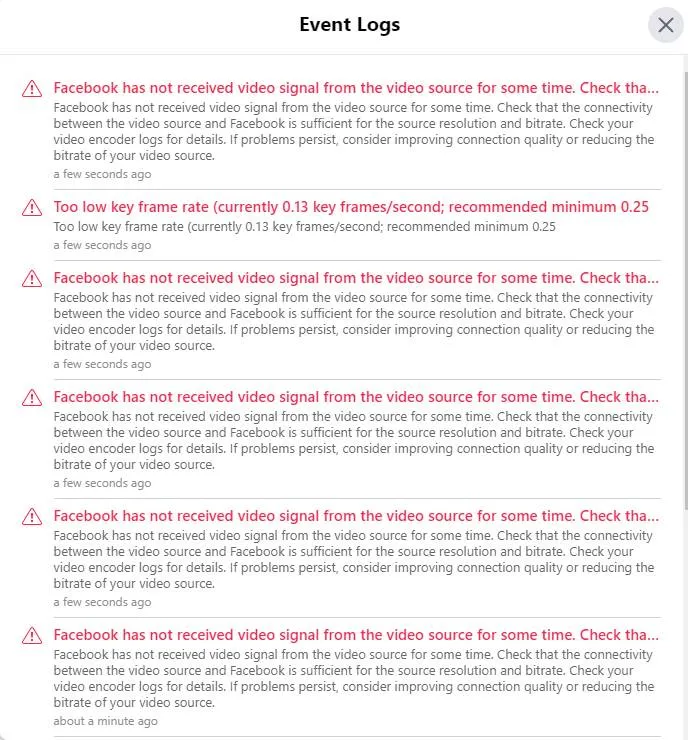 Event Logs
Facebook has not received video signal from the video source for some time. Check tha...
Facebook has not received video signal from the video source for some time. Check that the connectivity
between the video source and Facebook is sufficient for the source resolution and bitrate. Check your
video encoder logs for details. If problems persist, consider improving connection quality or reducing the
bitrate of your video source.
a few seconds ago
Too low key frame rate (currently 0.13 key frames/second; recommended minimum 0.25
Too low key frame rate (currently 0.13 key frames/second; recommended minimum 0.25
a few seconds ago
Facebook has not received video signal from the video source for some time. Check tha...
Facebook has not received video signal from the video source for some time. Check that the connectivity
between the video source and Facebook is sufficient for the source resolution and bitrate. Check your
video encoder logs for details. If problems persist, consider improving connection quality or reducing the
bitrate of your video source.
a few seconds ago
Facebook has not received video signal from the video source for some time. Check tha...
Facebook has not received video signal from the video source for some time. Check that the connectivity
between the video source and Facebook is sufficient for the source resolution and bitrate. Check your
video encoder logs for details. If problems persist, consider improving connection quality or reducing the
bitrate of your video source.
a few seconds ago
Facebook has not received video signal from the video source for some time. Check tha...
Facebook has not received video signal from the video source for some time. Check that the connectivity
between the video source and Facebook is sufficient for the source resolution and bitrate. Check your
video encoder logs for details. If problems persist, consider improving connection quality or reducing the
bitrate of your video source.
a few seconds ago
Facebook has not received video signal from the video source for some time. Check tha...
Facebook has not received video signal from the video source for some time. Check that the connectivity
between the video source and Facebook is sufficient for the source resolution and bitrate. Check your
video encoder logs for details. If problems persist, consider improving connection quality or reducing the
bitrate of your video source.
about a minute ago